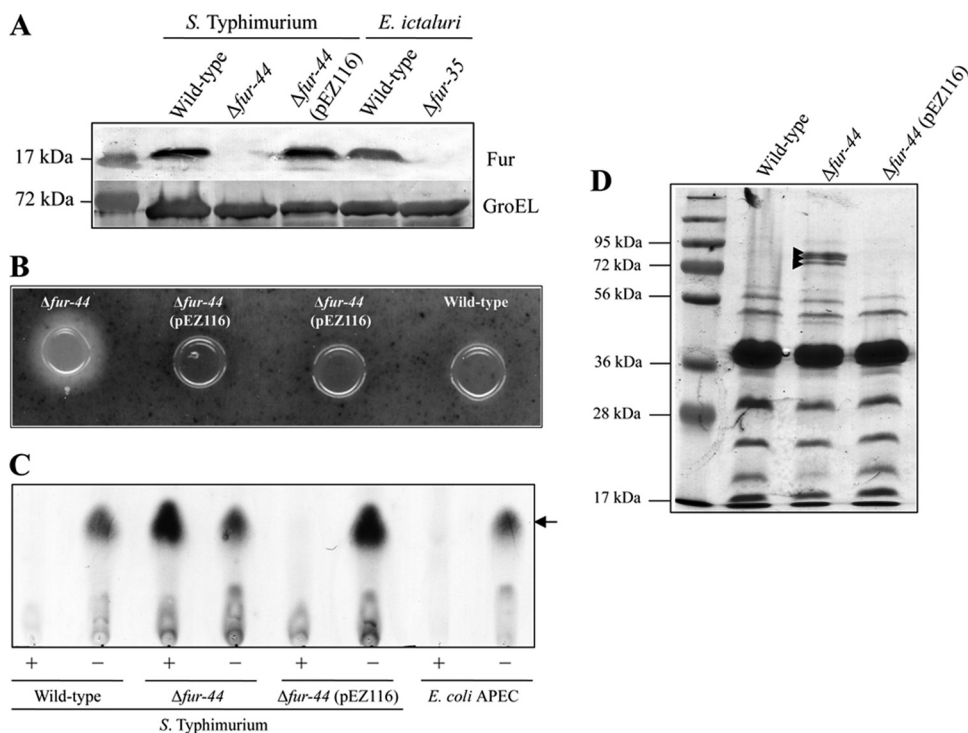 A
S. Typhimurium
E. ictaluri
Wild-type
Δfur-44
Δfur-44
(pEZ116)
Wild-type
Δfur-35
17 kDa
Fur
72 kDa
GroEL
B
Δfur-44
Δfur-44
(pEZ116)
Δfur-44
(pEZ116)
Wild-type
C
+
−
+
−
+
−
+
−
Wild-type
Δfur-44
Δfur-44 (pEZ116)
E. coli APEC
S. Typhimurium
D
Wild-type
Δfur-44
Δfur-44 (pEZ116)
95 kDa
72 kDa
56 kDa
36 kDa
28 kDa
17 kDa